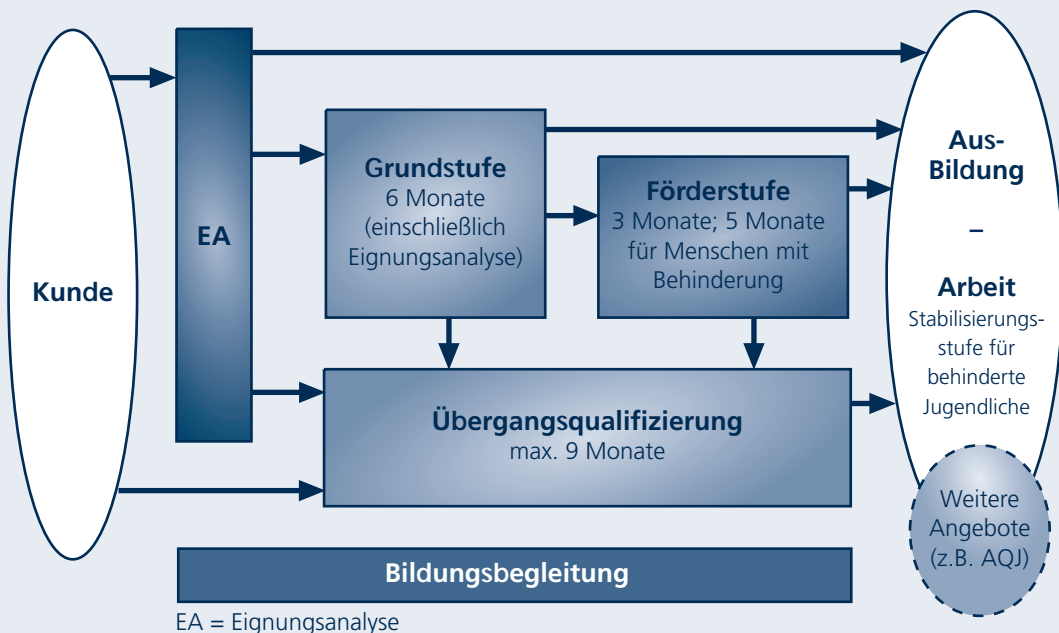 Kunde
EA
Grundstufe
6 Monate
(einschließlich
Eignungsanalyse)
Förderstufe
3 Monate; 5 Monate
für Menschen mit
Behinderung
Übergangsqualifizierung
max. 9 Monate
Aus-
Bildung
–
Arbeit
Stabilisierungs-
stufe für
behinderte
Jugendliche
Weitere
Angebote
(z.B. AQJ)
Bildungsbegleitung
EA = Eignungsanalyse